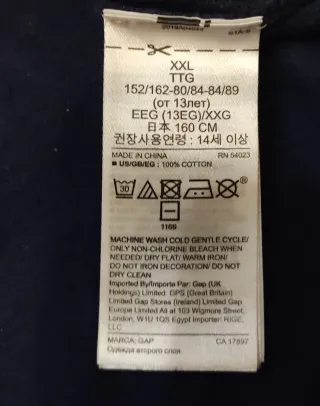 XXL
TTG
152/162-80/84-84/89
(от 13лет)
EEG (13EG)/XXG
日本 160 CM
권장사용연령 : 14세 이상
MADE IN CHINA RN 54023
■ US/GB/EG : 100% COTTON
30
1166
MACHINE WASH COLD GENTLE CYCLE/
ONLY NON-CHLORINE BLEACH WHEN
NEEDED/ DRY FLAT/ WARM IRON/
DO NOT IRON DECORATION/ DO NOT
DRY CLEAN
Imported By/Importe Par: Gap (UK
Holdings) Limited GPS (Great Britain)
Limited Gap Stores (Ireland) Limited Gap
Europe Limited All at 103 Wigmore Street,
London, W1U 1QS Egypt Importer: RIGE,
LLC
MARCA: GAP CA 17897
Одежда второго слоя